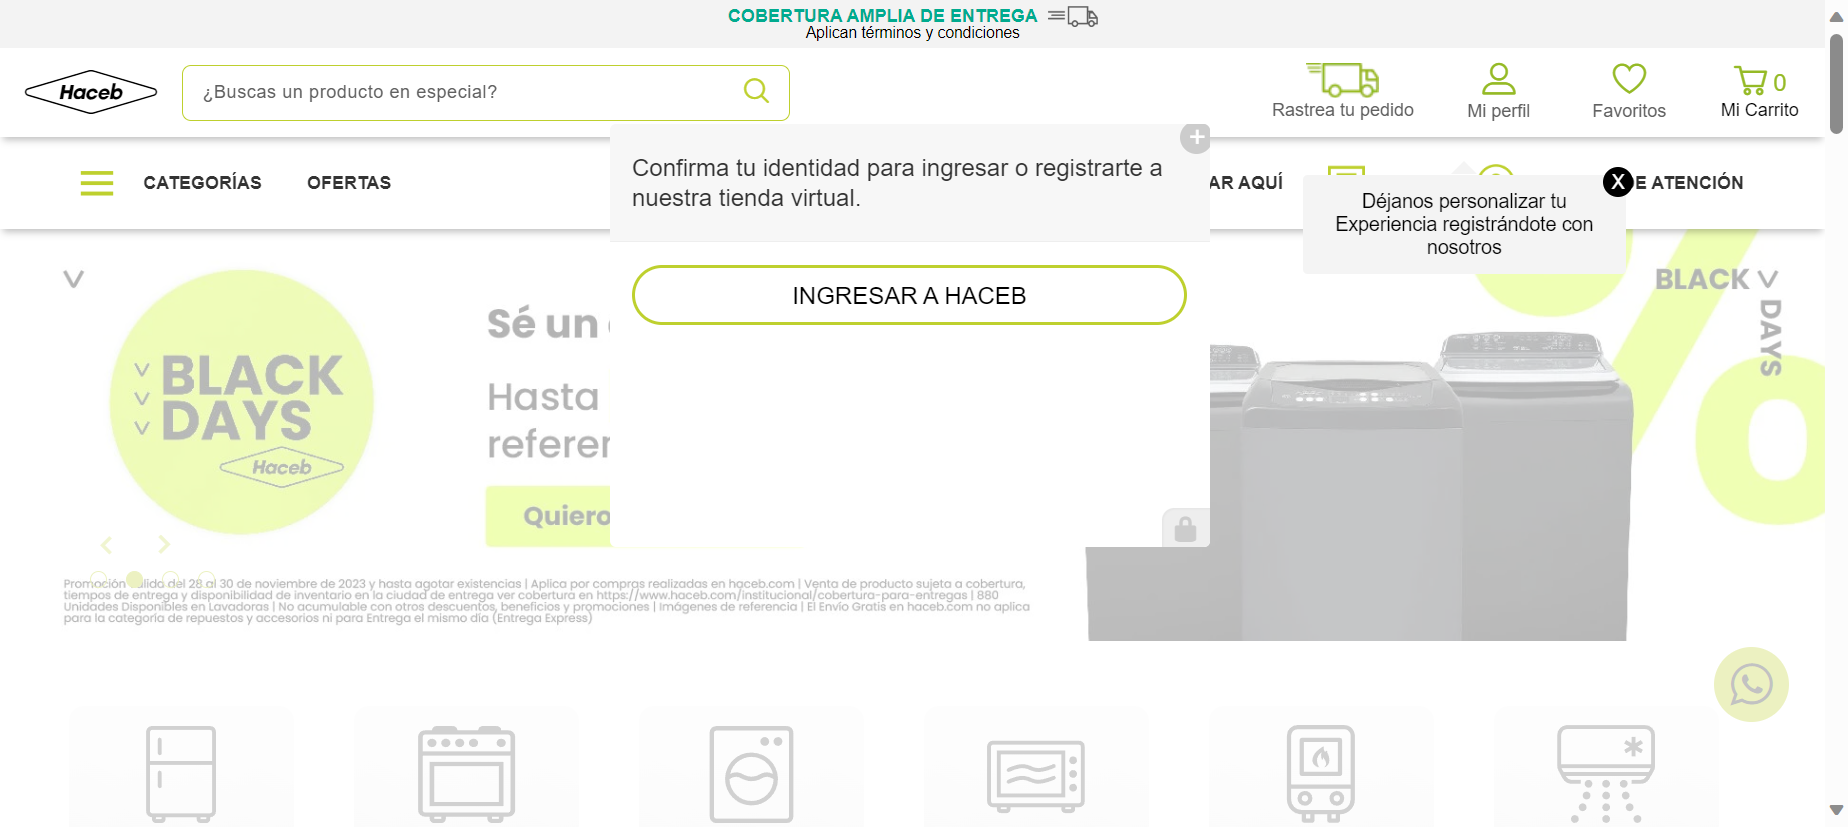 COBERTURA AMPLIA DE ENTREGA
Aplican términos y condiciones
Haceb
¿Buscas un producto en especial?
Rastrea tu pedido
Mi perfil
Favoritos
0
Mi Carrito
CATEGORÍAS
OFERTAS
AR AQUÍ
E ATENCIÓN
Confirma tu identidad para ingresar o registrarte a
nuestra tienda virtual.
INGRESAR A HACEB
X
Déjanos personalizar tu
Experiencia registrándote con
nosotros
BLACK
DAYS
Haceb
Sé un
Hasta
referer
Quiero
BLACK
DAYS
Promoción válida del 28 al 30 de noviembre de 2023 y hasta agotar existencias | Aplica por compras realizadas en haceb.com | Venta de producto sujeta a cobertura,
tiempos de entrega y disponibilidad de inventario en la ciudad de entrega ver cobertura en https://www.haceb.com/institucional/cobertura-para-entregas | 880
Unidades Disponibles en Lavadoras | No acumulable con otros descuentos, beneficios y promociones | Imágenes de referencia | El Envío Gratis en haceb.com no aplica
para la categoría de repuestos y accesorios ni para Entrega el mismo día (Entrega Express)